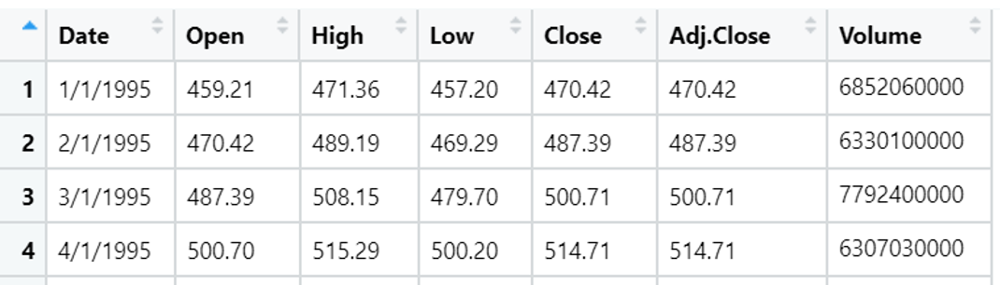 Date Open High Low Close Adj.Close Volume
1 1/1/1995 459.21 471.36 457.20 470.42 470.42 6852060000
2 2/1/1995 470.42 489.19 469.29 487.39 487.39 6330100000
3 3/1/1995 487.39 508.15 479.70 500.71 500.71 7792400000
4 4/1/1995 500.70 515.29 500.20 514.71 514.71 6307030000